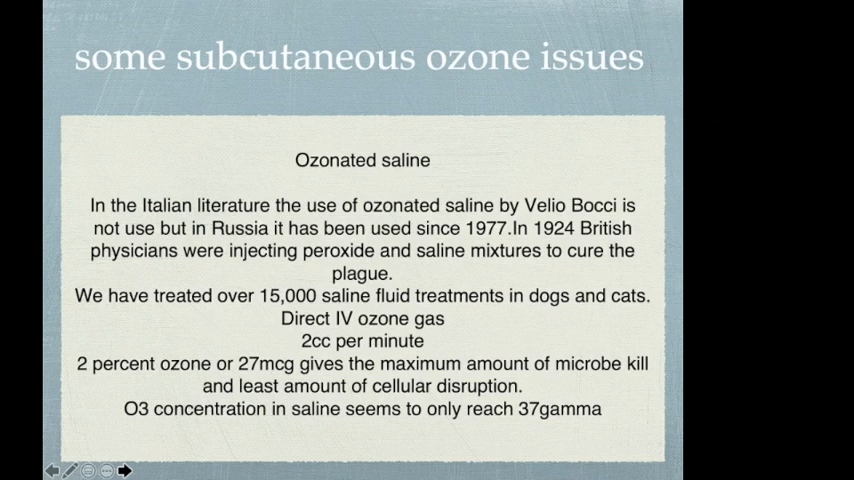 some subcutaneous ozone issues
Ozonated saline
In the Italian literature the use of ozonated saline by Velio Bocci is
not use but in Russia it has been used since 1977.In 1924 British
physicians were injecting peroxide and saline mixtures to cure the
plague.
We have treated over 15,000 saline fluid treatments in dogs and cats.
Direct IV ozone gas
2cc per minute
2 percent ozone or 27mcg gives the maximum amount of microbe kill
and least amount of cellular disruption.
O3 concentration in saline seems to only reach 37gamma